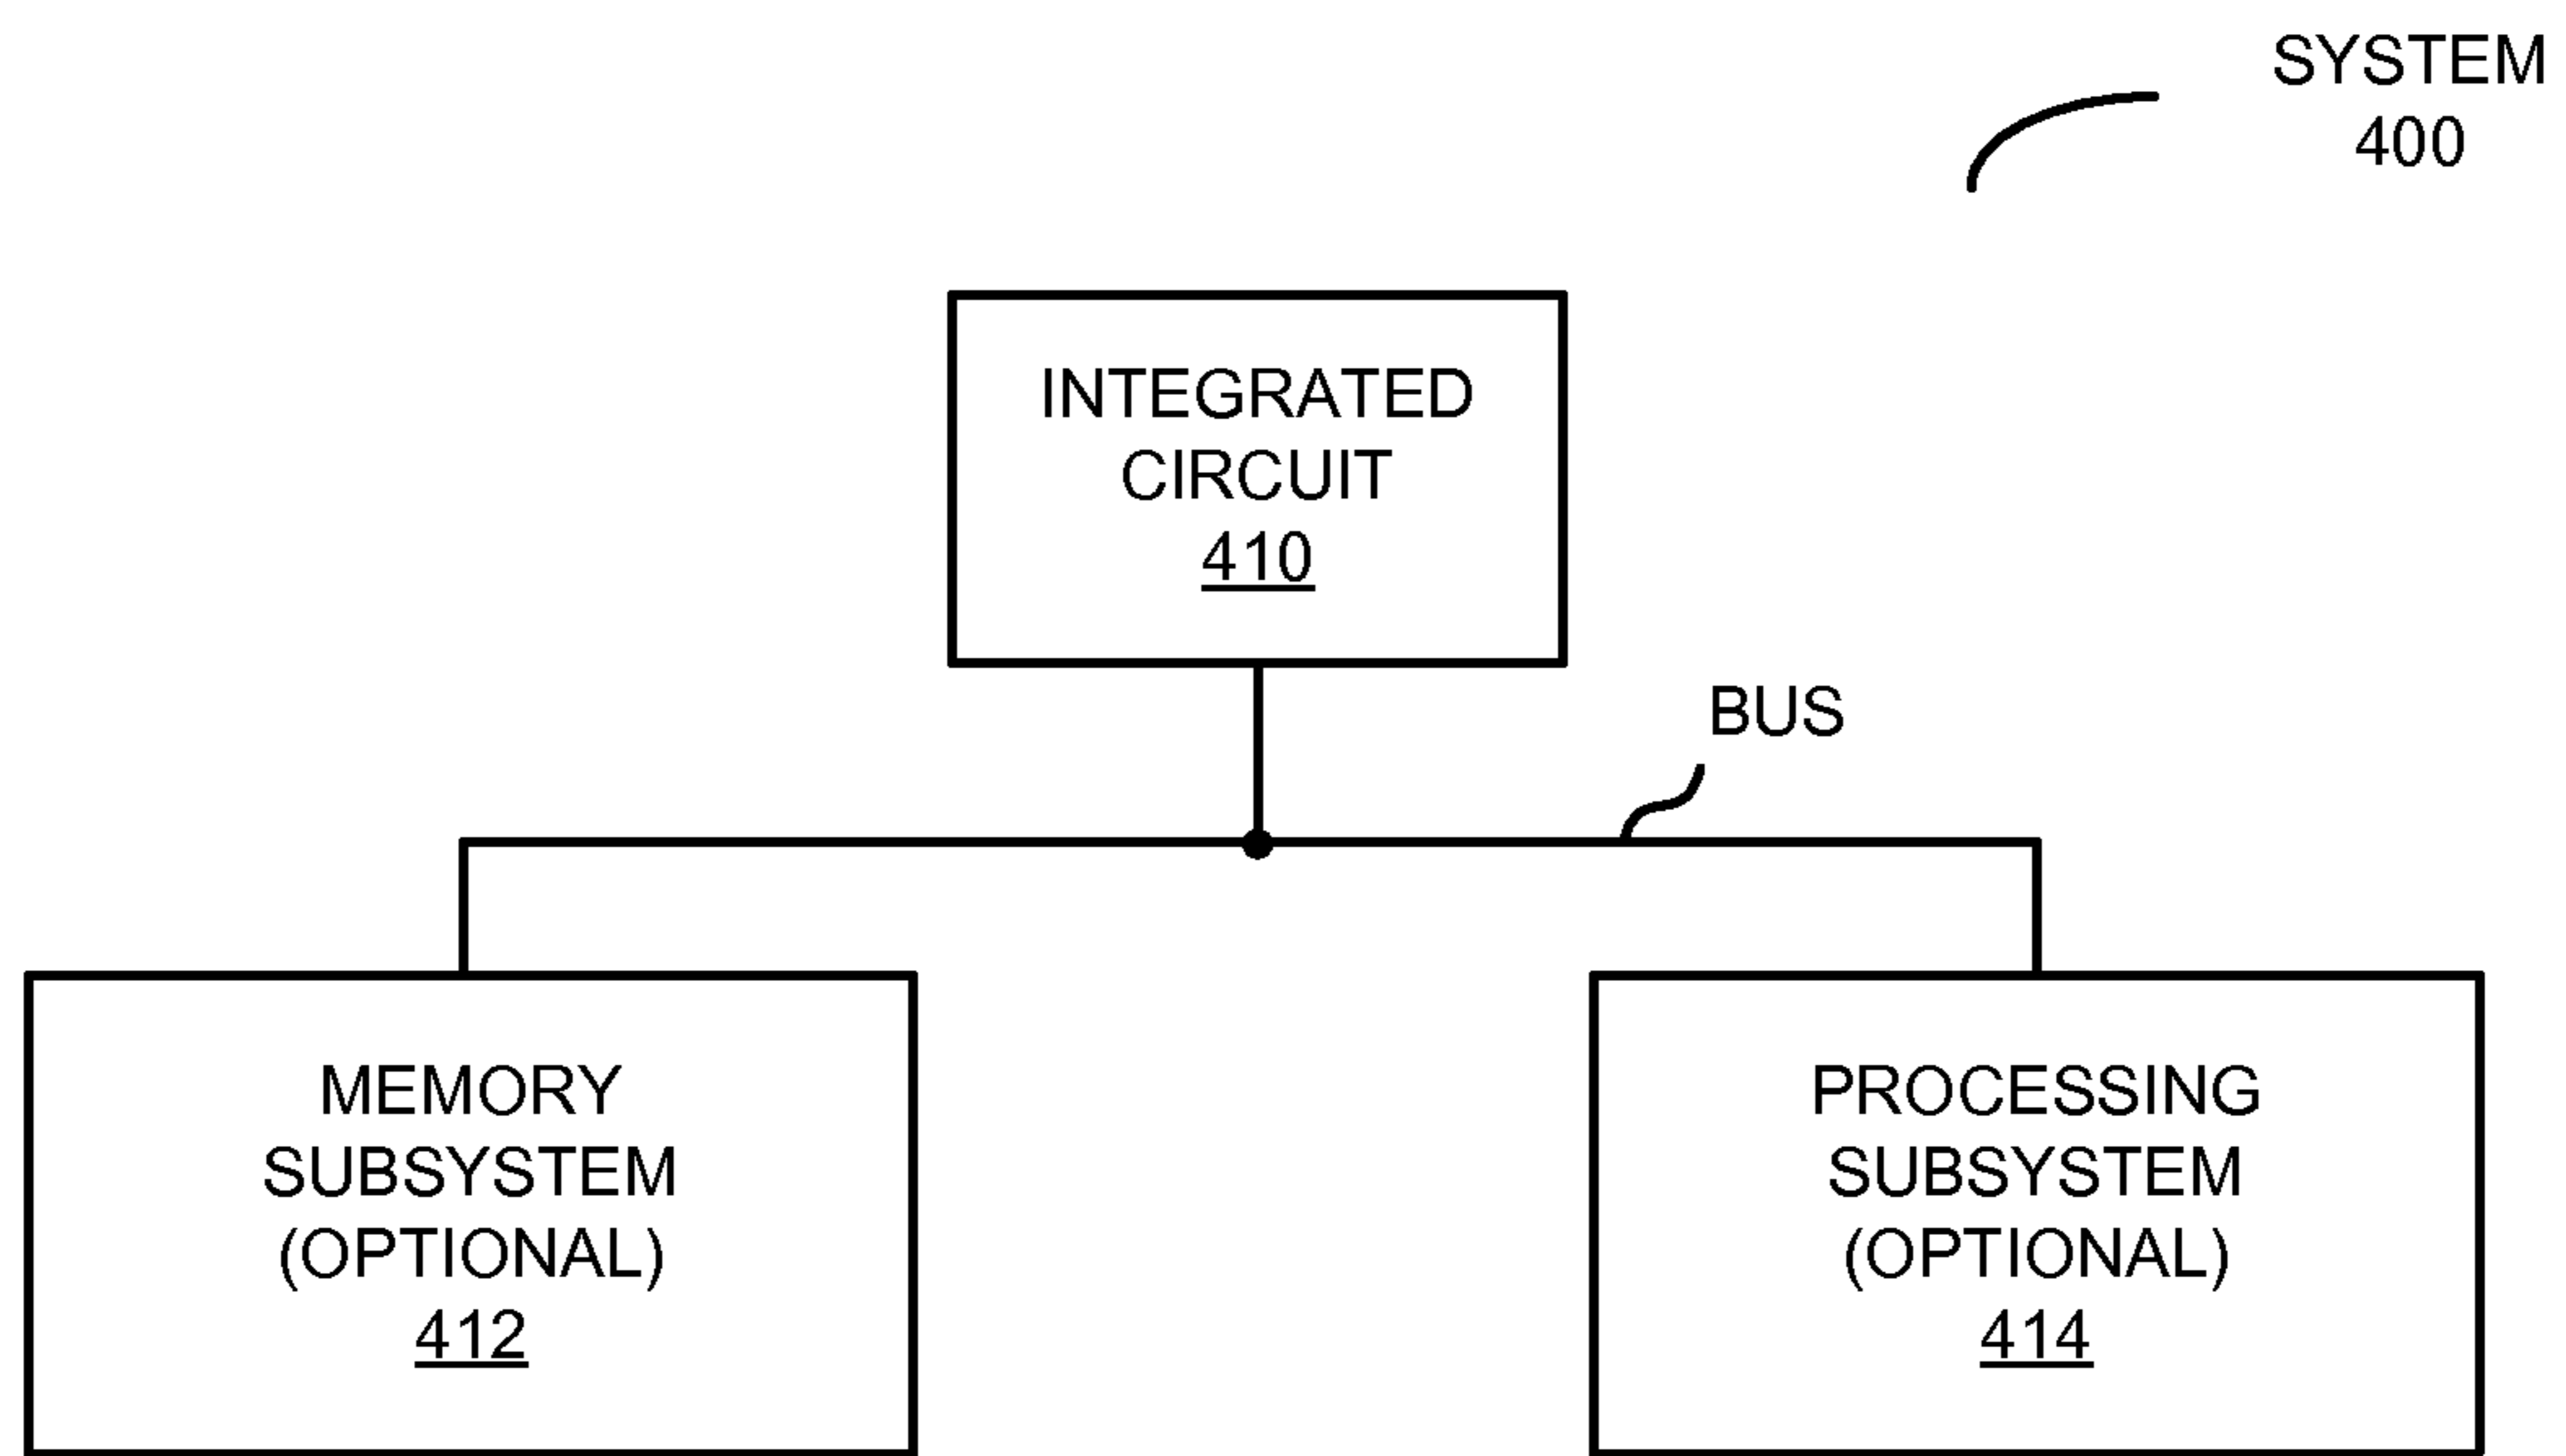 SYSTEM
400
INTEGRATED
CIRCUIT
410
BUS
MEMORY
SUBSYSTEM
(OPTIONAL)
412
PROCESSING
SUBSYSTEM
(OPTIONAL)
414